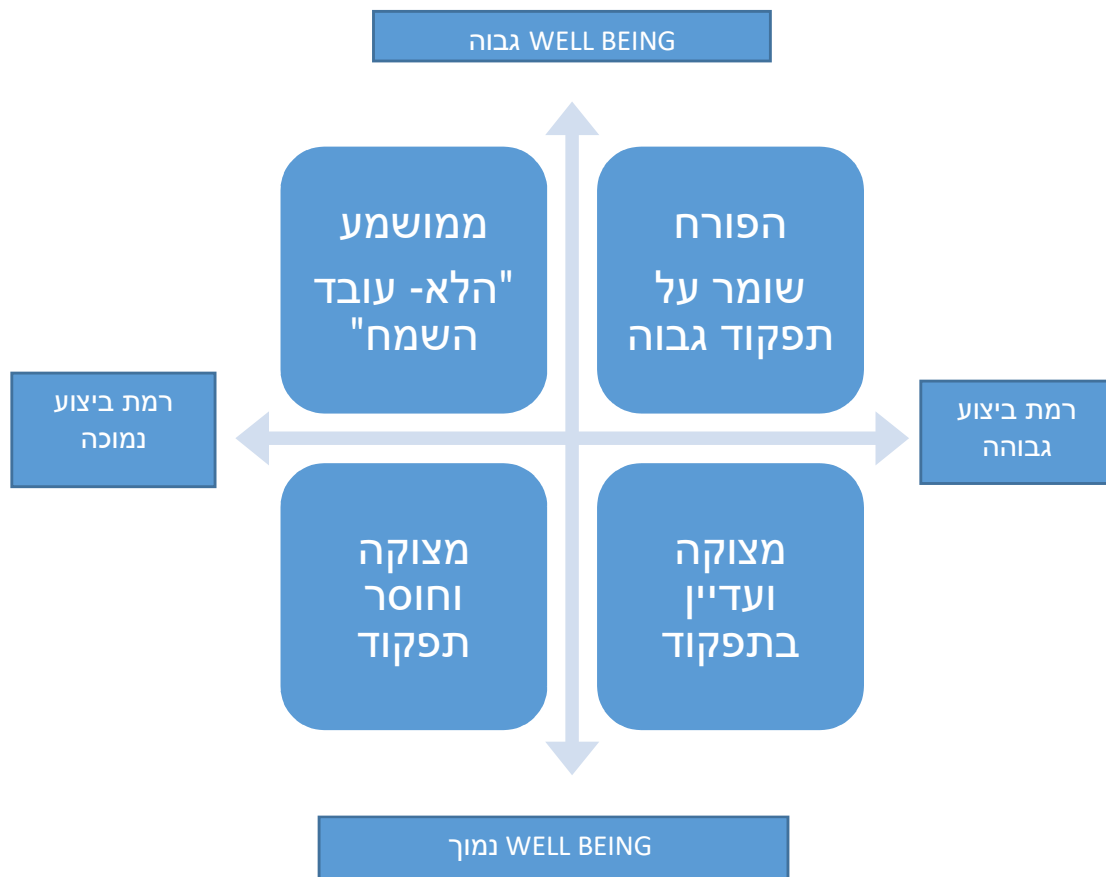 WELL BEING גבוה
הפורח
שומר על
תפקוד גבוה
ממושמע
"הלא- עובד
השמח"
רמת ביצוע
גבוהה
רמת ביצוע
נמוכה
מצוקה
ועדיין
בתפקוד
מצוקה
וחוסר
תפקוד
WELL BEING נמוך